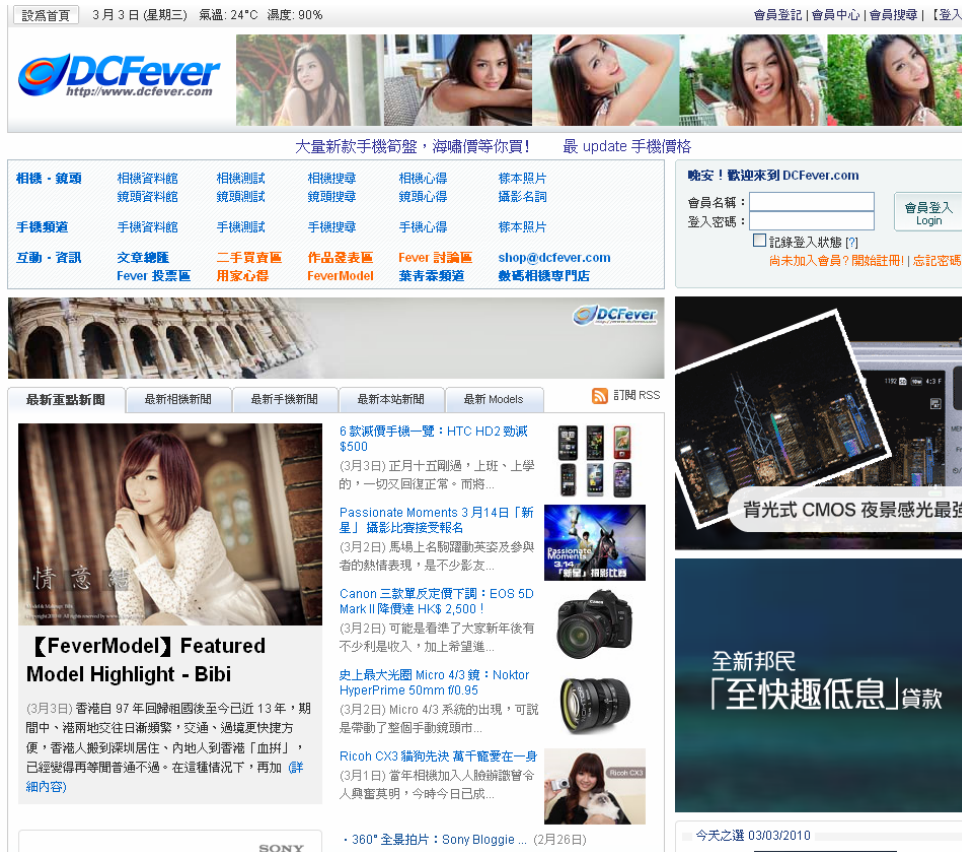 設為首頁 3 月 3 日 (星期三) 氣溫: 24°C 濕度: 90%
會員登記 | 會員中心 | 會員搜尋 | 【登入
DCFever
http://www.dcfever.com
大量新款手機筍盤，海嘯價等你買! 最 update 手機價格
相機．鏡頭 相機資料館 相機測試 相機搜尋 相機心得 樣本照片
鏡頭資料館 鏡頭測試 鏡頭搜尋 鏡頭心得 攝影名詞
手機頻道 手機資料館 手機測試 手機搜尋 手機心得 樣本照片
互動．資訊 文章總匯 二手買賣區 作品發表區 Fever 討論區 shop@dcfever.com
Fever 投票區 用家心得 FeverModel 葉青霖頻道 數碼相機專門店
晚安！歡迎來到 DCFever.com
會員名稱：
登入密碼：
會員登入
Login
記錄登入狀態 [?]
尚未加入會員? 開始註冊! | 忘記密碼
DCFever
最新重點新聞 最新相機新聞 最新手機新聞 最新本站新聞 最新 Models 訂閱 RSS
情意結
【FeverModel】Featured
Model Highlight - Bibi
(3月3日) 香港自 97 年回歸祖國後至今已近 13 年，期
間中、港兩地交往日漸頻繁，交通、過境更快捷方
便，香港人搬到深圳居住、內地人到香港「血拼」，
已經變得再等閒普通不過。在這種情況下，再加 (詳
細內容)
SONY
6 款減價手機一覽：HTC HD2 勁減
$500
(3月3日) 正月十五剛過，上班、上學
的，一切又回復正常。而將...
Passionate Moments 3 月14日「新
星」攝影比賽接受報名
(3月2日) 馬場上名駒躍動英姿及參與
者的熱情表現，是不少影友...
Passionate
Moments
3.14
「新星」攝影比賽
Canon 三款單反定價下調：EOS 5D
Mark II 降價達 HK$ 2,500！
(3月2日) 可能是看準了大家新年後有
不少利是收入，加上希望進...
史上最大光圈 Micro 4/3 鏡：Noktor
HyperPrime 50mm f/0.95
(3月2日) Micro 4/3 系統的出現，可說
是帶動了整個手動鏡頭市...
Ricoh CX3 貓狗先決 萬千寵愛在一身
(3月1日) 當年相機加入人臉辦識曾令
人興奮莫明，今時今日已成...
Ricoh CX3
．360° 全景拍片：Sony Bloggie ... (2月26日)
1192 10M 4:3 F
背光式 CMOS 夜景感光最強
全新邦民
「至快趣低息」貸款
今天之選 03/03/2010